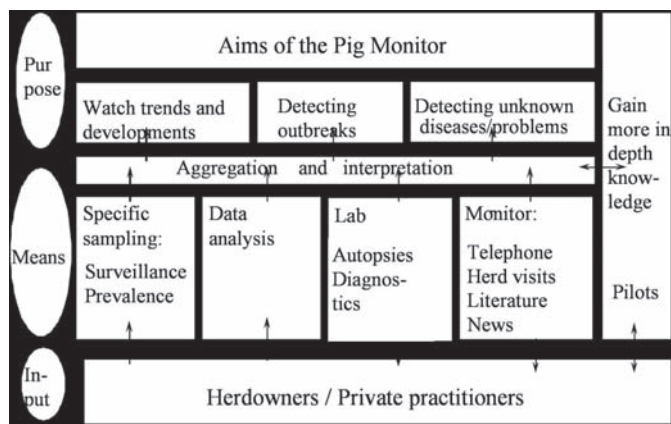 Pur
pose
Aims of the Pig Monitor
Watch trends and
developments
Detecting
outbreaks
Detecting unknown
diseases/problems
Gain
more in
depth
know-
ledge
Aggregation and interpretation
Means
Specific
sampling:
Surveillance
Prevalence
Data
analysis
Lab
Autopsies
Diagnos-
tics
Monitor:
Telephone
Herd visits
Literature
News
Pilots
In-
put
Herdowners / Private practitioners